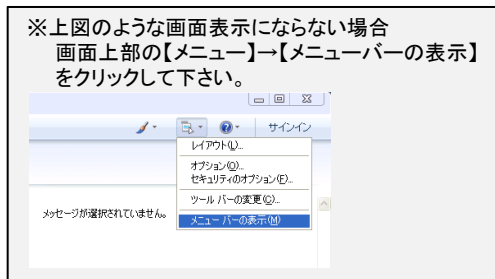 ※上図のような画面表示にならない場合
画面上部の【メニュー】→【メニューバーの表示】
をクリックして下さい。
サインイン
レイアウト(L)...
オプション(O)...
セキュリティのオプション(E)...
ツール バーの変更(C)...
メッセージが選択されていません。
メニュー バーの表示(M)